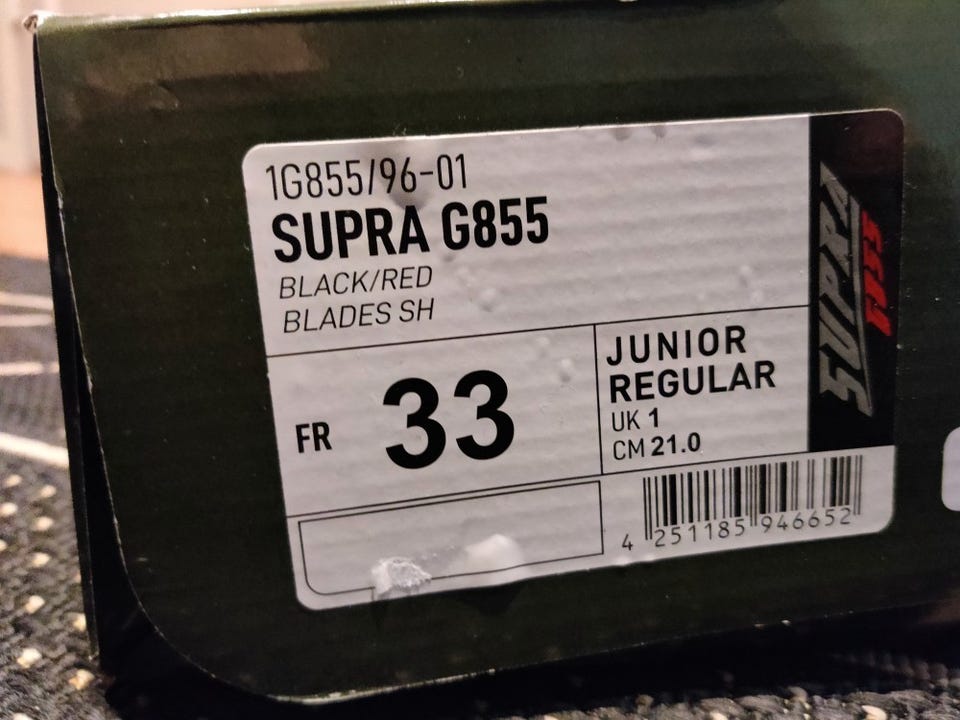 1G855/96-01
SUPRA G855
BLACK/RED
BLADES SH
FR 33
JUNIOR
REGULAR
UK 1
CM 21.0
SUPRA
4 251185 946652